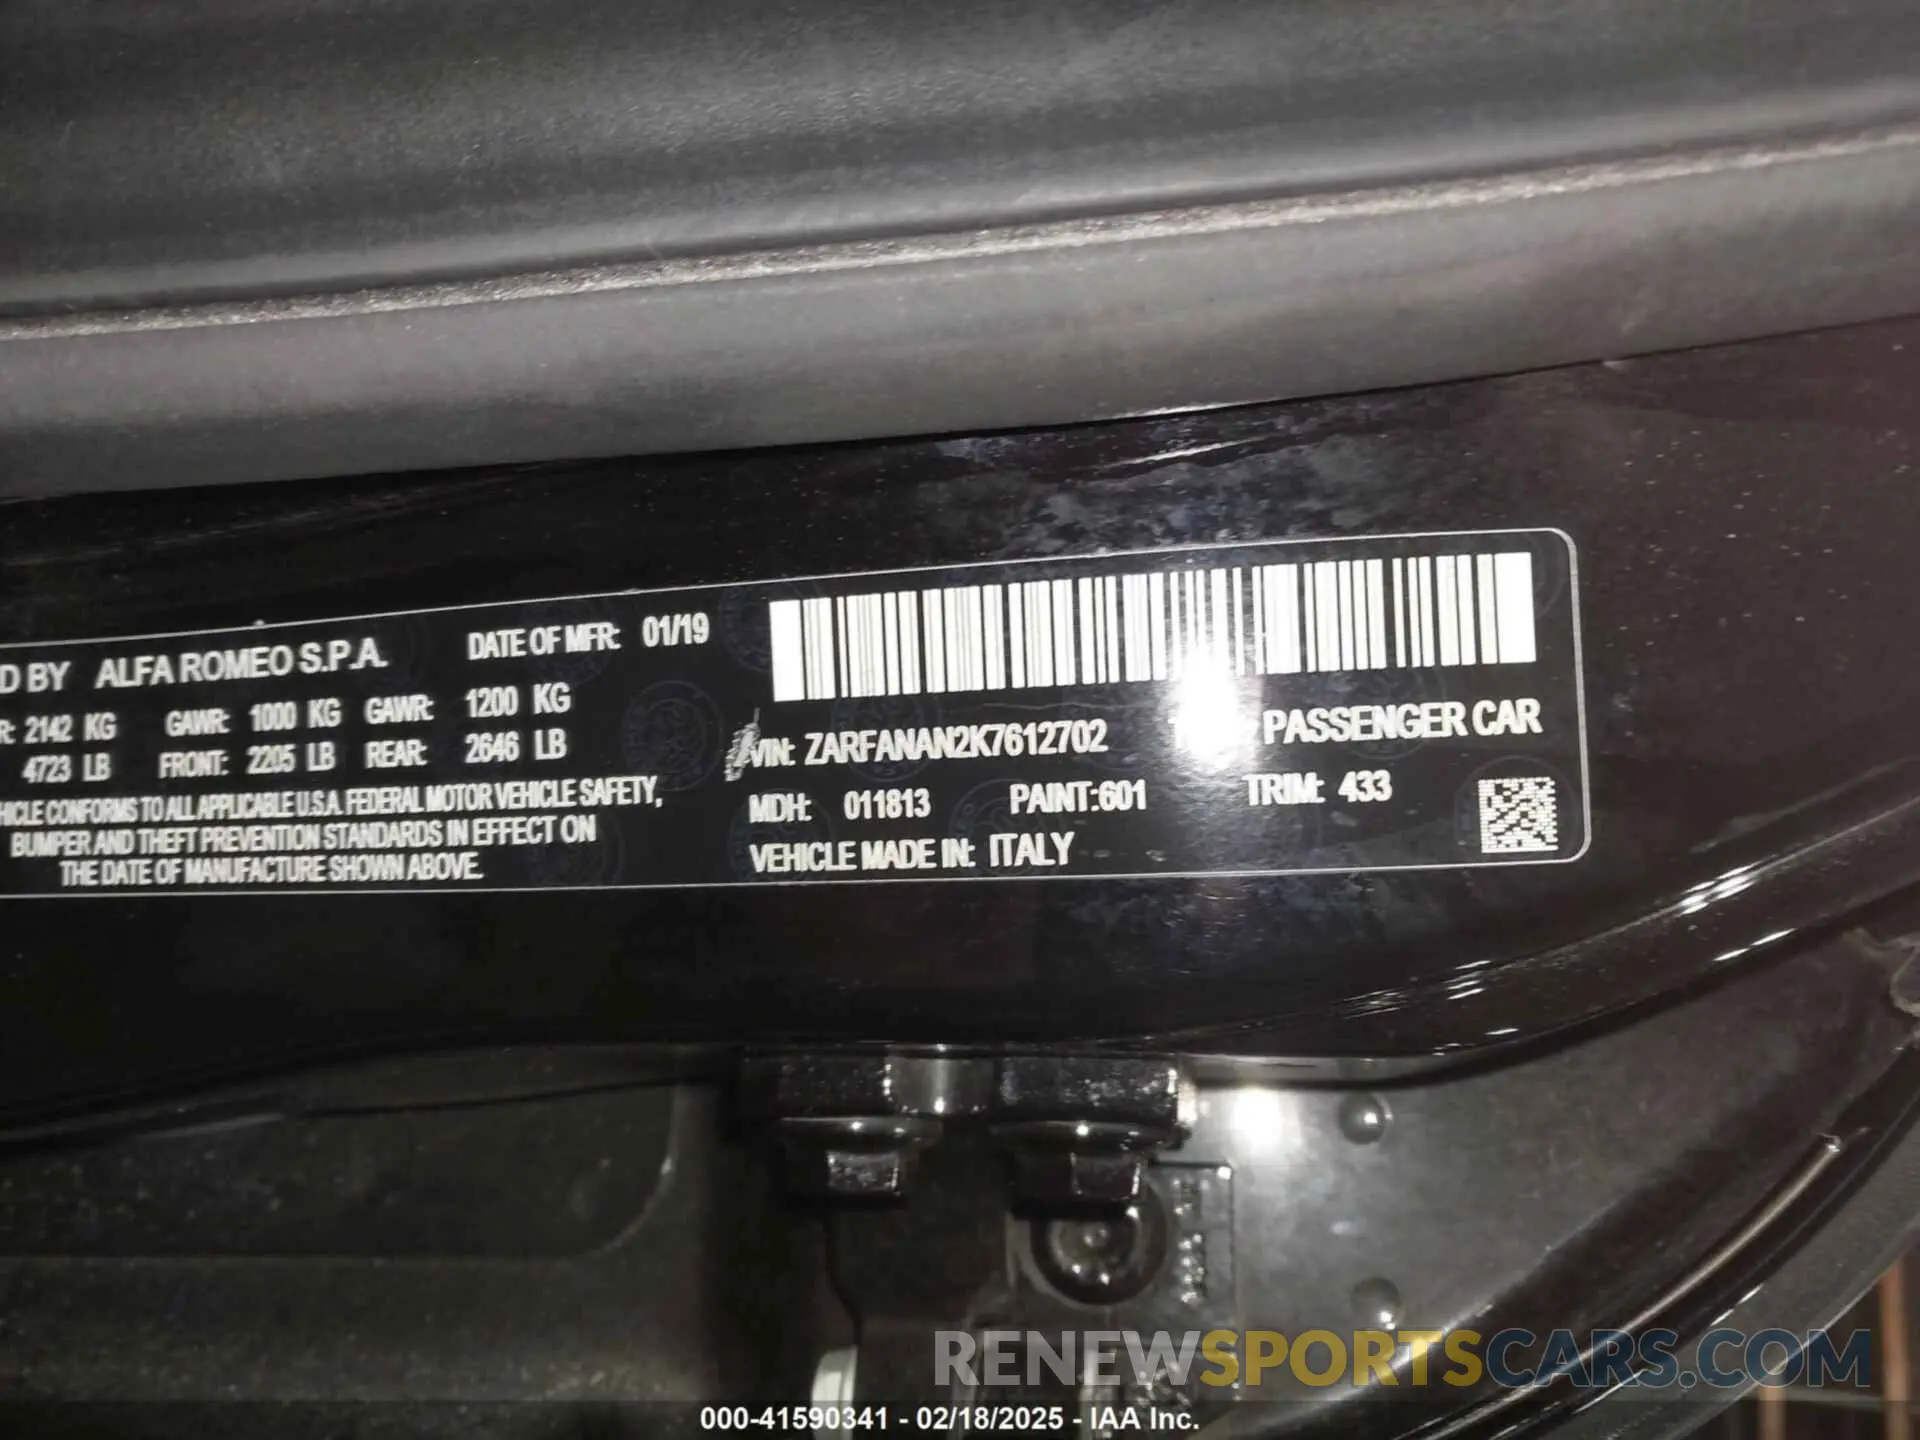 D BY ALFA ROMEO S.P.A. DATE OF MFR: 01/19
R: 2142 KG GAWR: 1000 KG GAWR: 1200 KG
4723 LB FRONT: 2205 LB REAR: 2646 LB
HICLE CONFORMS TO ALL APPLICABLE U.S.A. FEDERAL MOTOR VEHICLE SAFETY,
BUMPER AND THEFT PREVENTION STANDARDS IN EFFECT ON
THE DATE OF MANUFACTURE SHOWN ABOVE.
VIN: ZARFANAN2K7612702 PASSENGER CAR
MDH: 011813 PAINT:601 TRIM: 433
VEHICLE MADE IN: ITALY
RENEWSPORTSCARS.COM
000-41590341 - 02/18/2025 - IAA Inc.